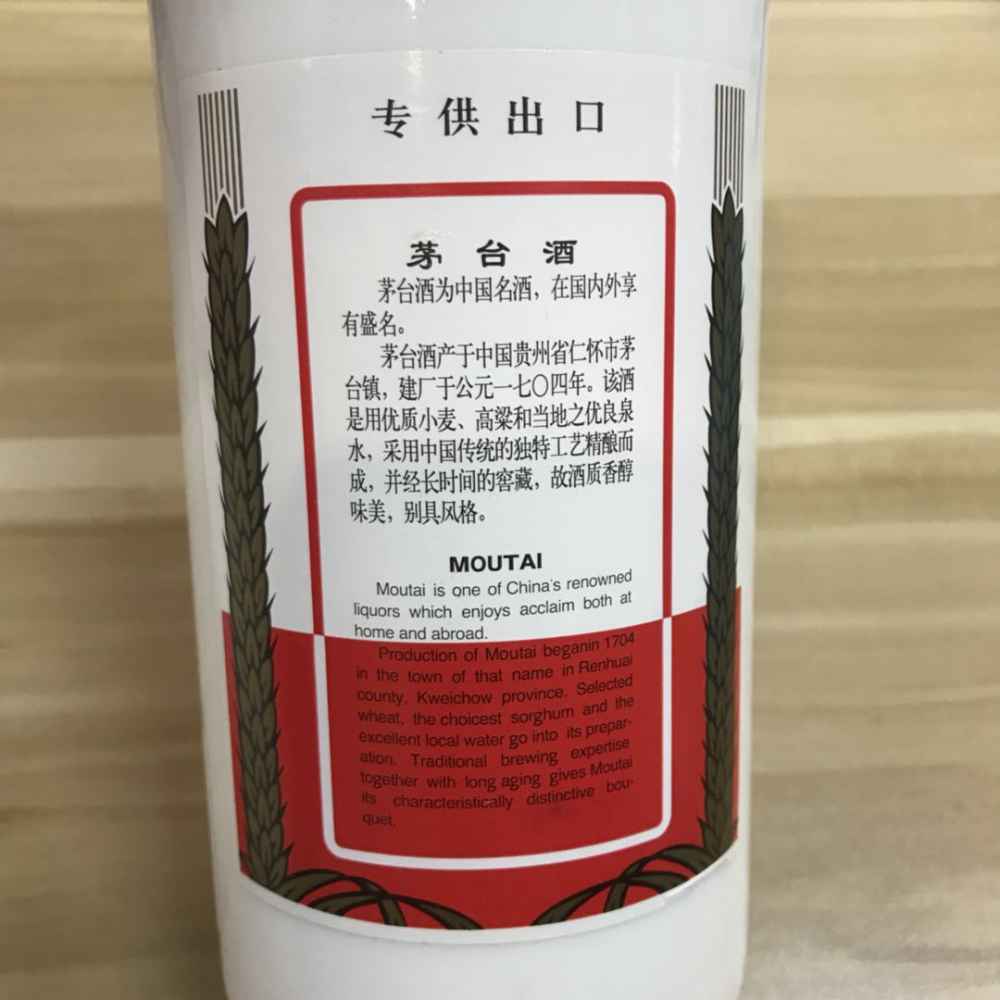 专供出口
茅台酒
茅台酒为中国名酒，在国内外享
有盛名。
茅台酒产于中国贵州省仁怀市茅
台镇，建厂于公元一七〇四年。该酒
是用优质小麦、高粱和当地之优良泉
水，采用中国传统的独特工艺精酿而
成，并经长时间的窖藏，故酒质香醇
味美，别具风格。
MOUTAI
Moutai is one of China's renowned
liquors which enjoys acclaim both at
home and abroad.
Production of Moutai beganin 1704
in the town of that name in Renhuai
county, Kweichow province. Selected
wheat, the choicest sorghum and the
excellent local water go into its prepar-
ation. Traditional brewing expertise
together with long aging gives Moutai
its characteristically distinctive bou-
quet.